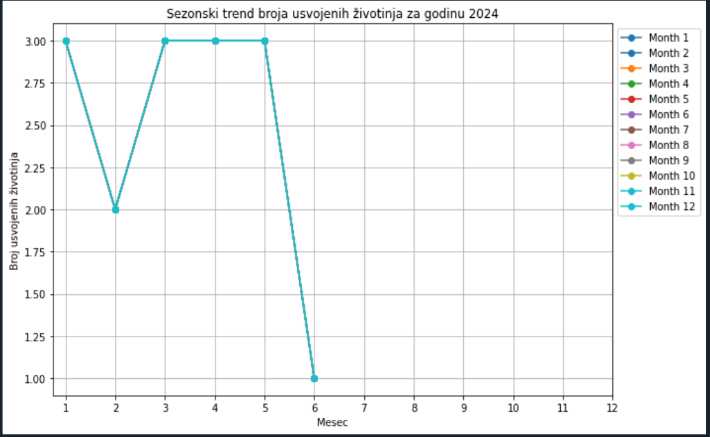 Sezonski trend broja usvojenih životinja za godinu 2024
3.00
2.75
2.50
2.25
2.00
1.75
1.50
1.25
1.00
Broj usvojenih životinja
1 2 3 4 5 6 7 8 9 10 11 12
Mesec
Month 1
Month 2
Month 3
Month 4
Month 5
Month 6
Month 7
Month 8
Month 9
Month 10
Month 11
Month 12